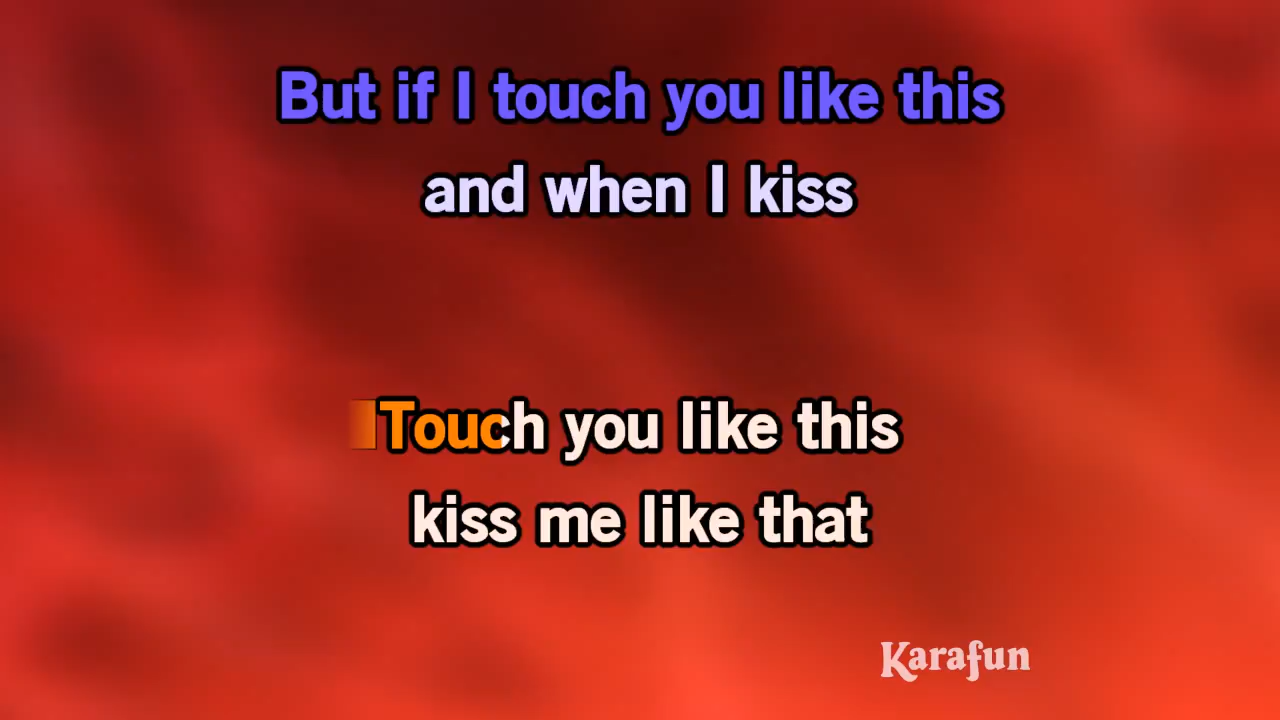 But if I touch you like this
and when I kiss
Touch you like this
kiss me like that
Karafun